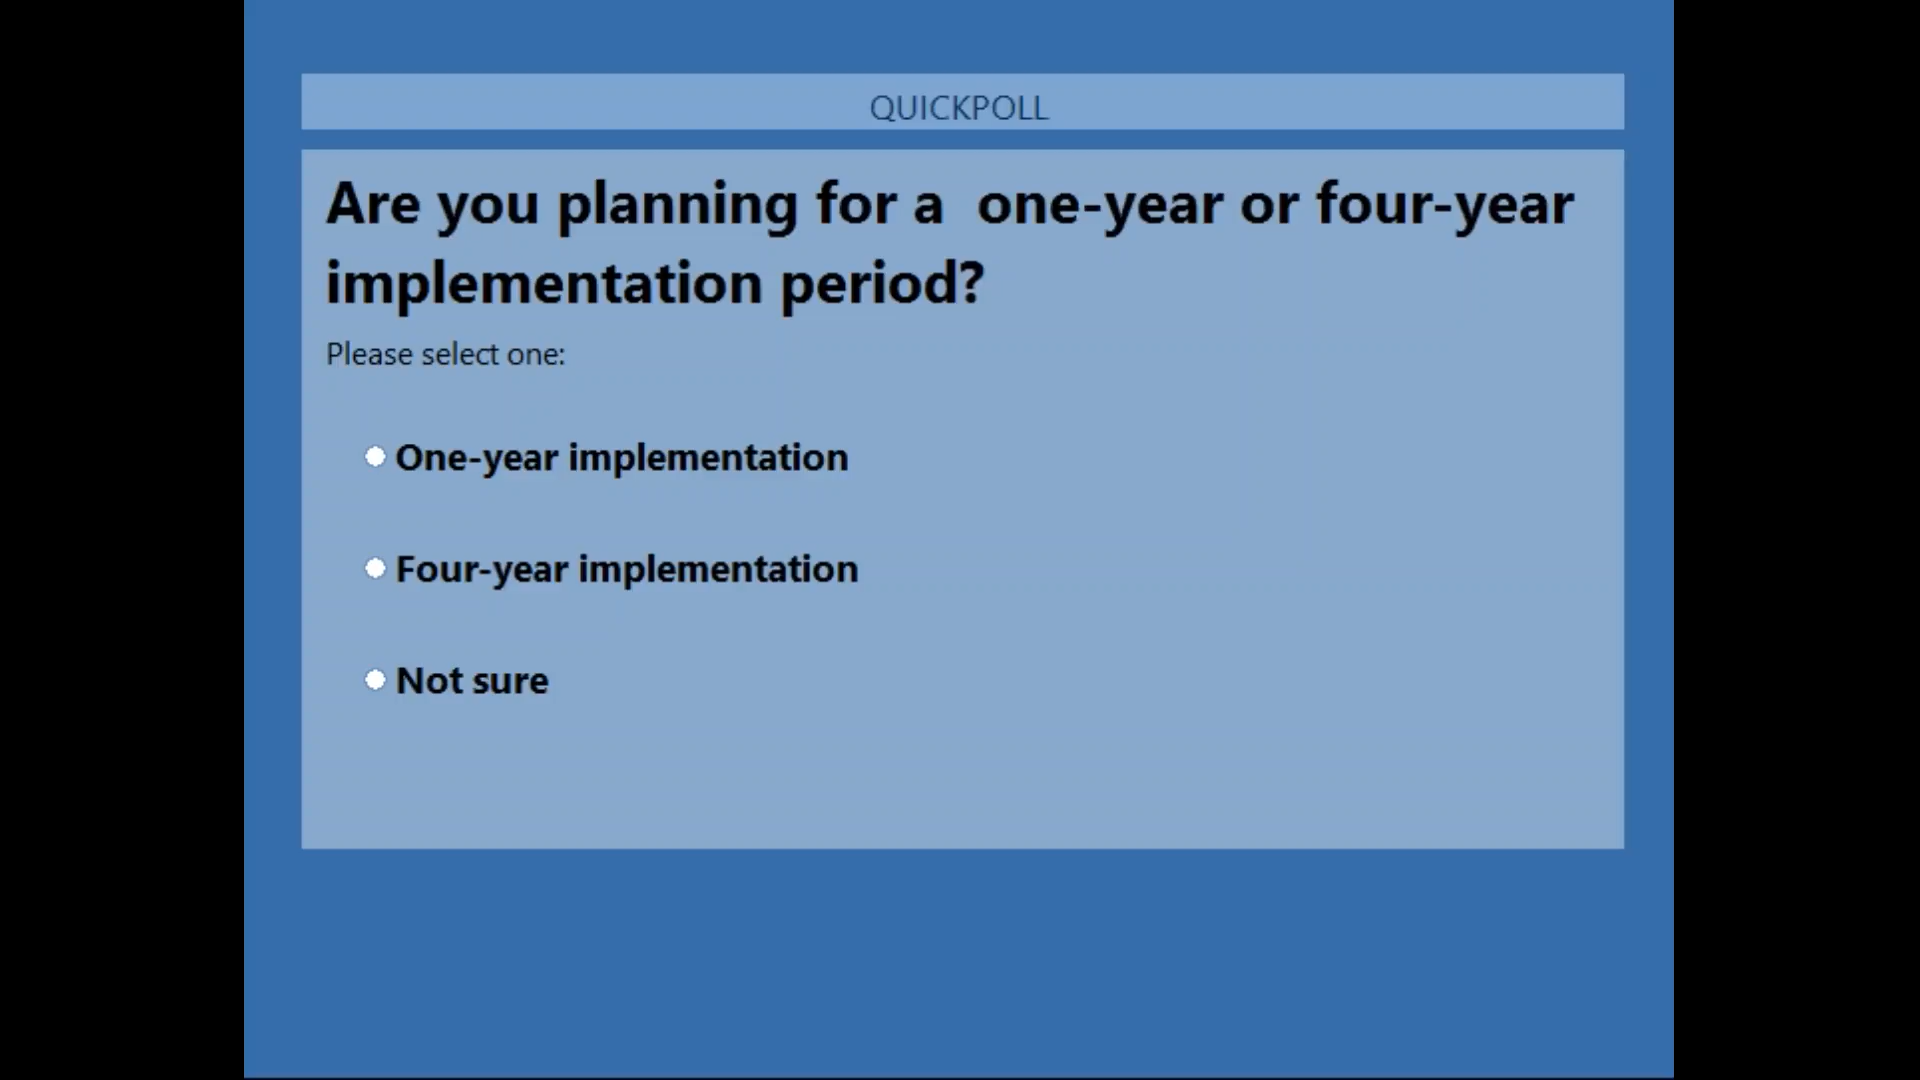 QUICKPOLL
Are you planning for a  one-year or four-year
implementation period?
Please select one:
One-year implementation
Four-year implementation
Not sure